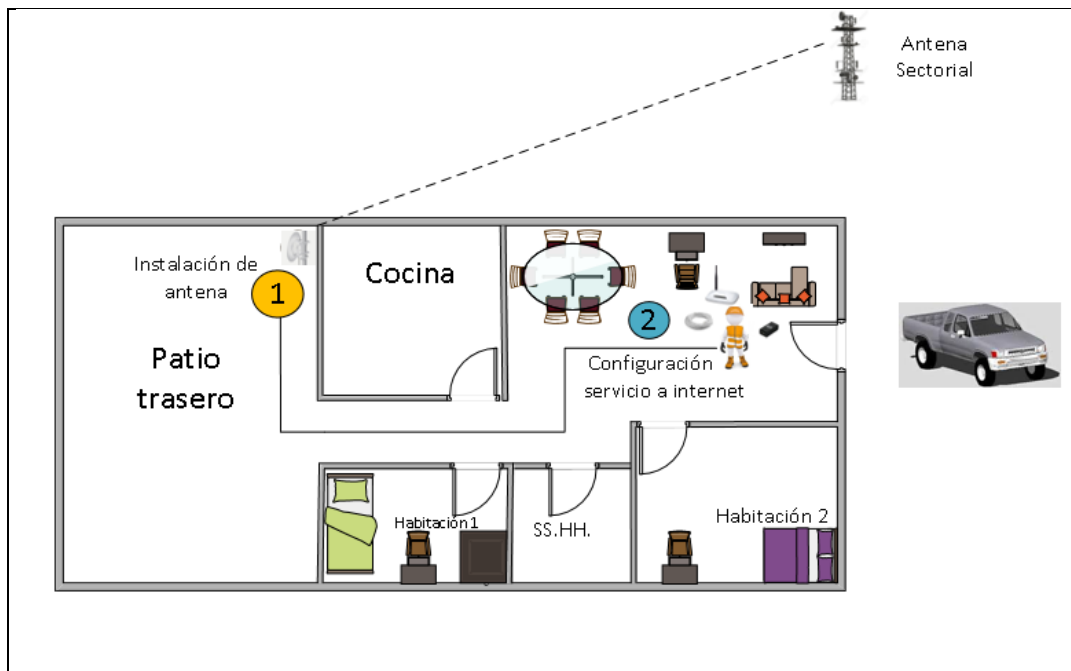 Antena
Sectorial
Instalación de
antena
1
Cocina
2
Patio
trasero
Configuración
servicio a internet
Habitación 1
SS.HH.
Habitación 2